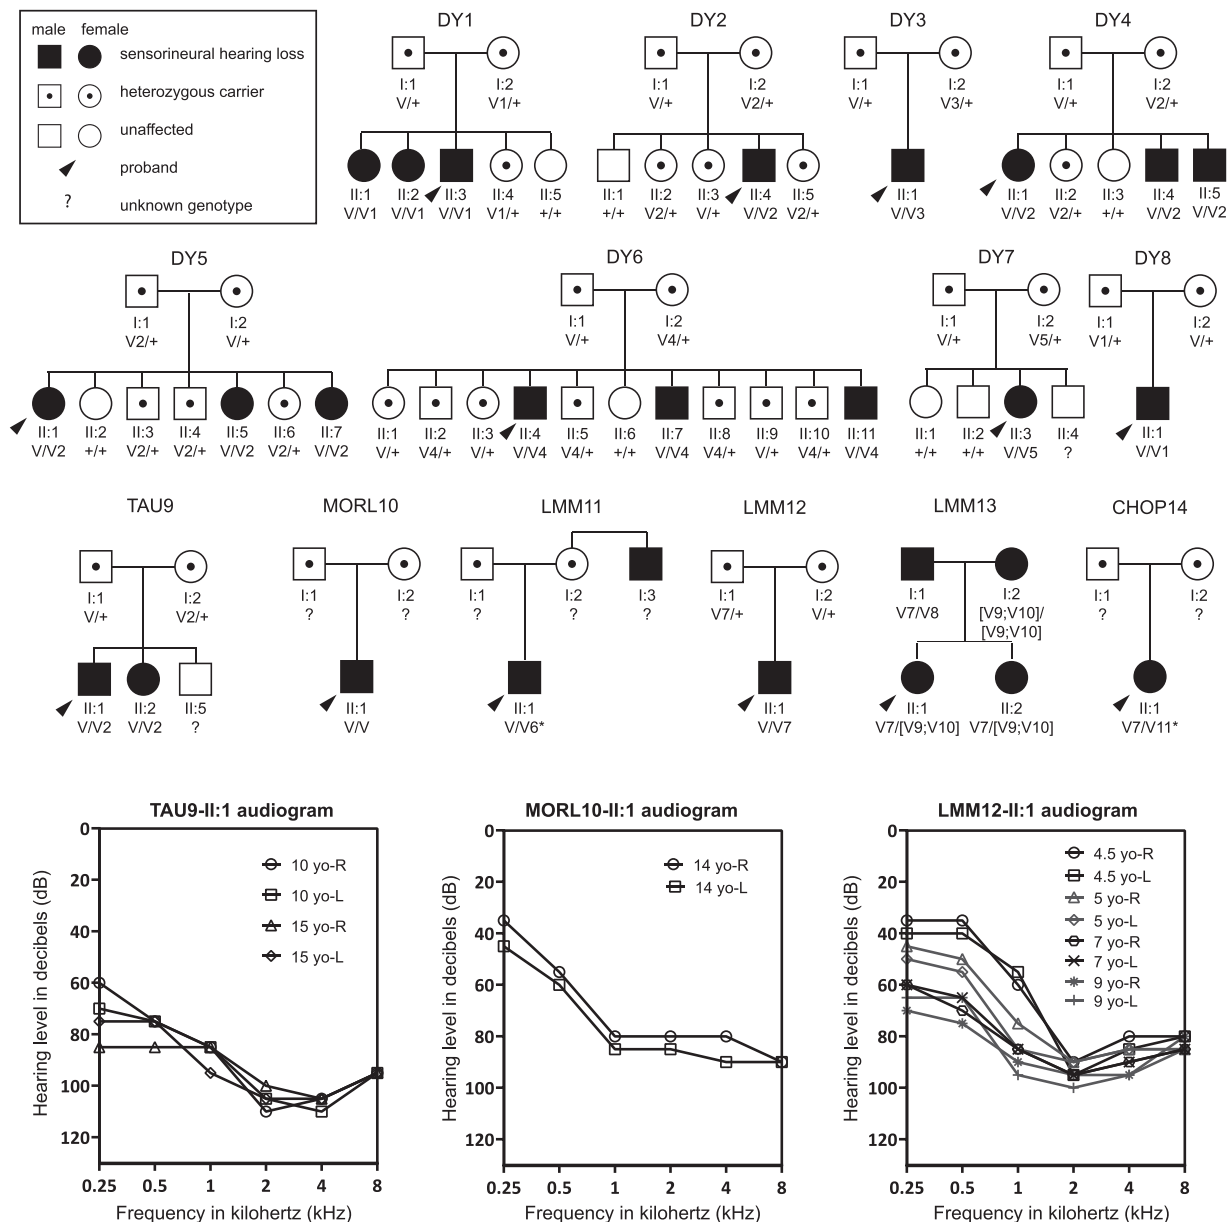 male female
sensorineural hearing loss
heterozygous carrier
unaffected
proband
? unknown genotype
DY1 DY2 DY3 DY4
I:1 I:2 I:1 I:2 I:1 I:2 I:1 I:2
V/+ V1/+ V/+ V2/+ V/+ V3/+ V/+ V2/+
II:1 II:2 II:3 II:4 II:5 II:1 II:2 II:3 II:4 II:5 II:1 II:1 II:2 II:3 II:4 II:5
V/V1 V/V1 V/V1 V1/+ +/+ +/+ V2/+ V/+ V/V2 V2/+ V/V3 V/V2 V2/+ +/+ V/V2 V/V2
DY5 DY6 DY7 DY8
I:1 I:2 I:1 I:2 I:1 I:2 I:1 I:2
V2/+ V/+ V/+ V4/+ V/+ V5/+ V1/+ V/+
II:1 II:2 II:3 II:4 II:5 II:6 II:7 II:1 II:2 II:3 II:4 II:5 II:6 II:7 II:8 II:9 II:10 II:11 II:1 II:2 II:3 II:4 II:1
V/V2 +/+ V2/+ V2/+ V/V2 V2/+ V/V2 V/+ V4/+ V/+ V/V4 V4/+ +/+ V/V4 V4/+ V/+ V4/+ V/V4 +/+ +/+ V/V5 ? V/V1
TAU9 MORL10 LMM11 LMM12 LMM13 CHOP14
I:1 I:2 I:1 I:2 I:1 I:2 I:3 I:1 I:2 I:1 I:2 I:1 I:2
V/+ V2/+ ? ? ? ? ? V7/+ V/+ V7/V8 [V9;V10]/ ? ?
[V9;V10]
II:1 II:2 II:5 II:1 II:1 II:1 II:1 II:2 II:1
V/V2 V/V2 ? V/V V/V6* V/V7 V7/[V9;V10] V7/[V9;V10] V7/V11*
TAU9-II:1 audiogram
Hearing level in decibels (dB)
0
20
40
60
80
100
120
10 yo-R
10 yo-L
15 yo-R
15 yo-L
0.25 0.5 1 2 4 8
Frequency in kilohertz (kHz)
MORL10-II:1 audiogram
Hearing level in decibels (dB)
0
20
40
60
80
100
120
14 yo-R
14 yo-L
0.25 0.5 1 2 4 8
Frequency in kilohertz (kHz)
LMM12-II:1 audiogram
Hearing level in decibels (dB)
0
20
40
60
80
100
120
4.5 yo-R
4.5 yo-L
5 yo-R
5 yo-L
7 yo-R
7 yo-L
9 yo-R
9 yo-L
0.25 0.5 1 2 4 8
Frequency in kilohertz (kHz)